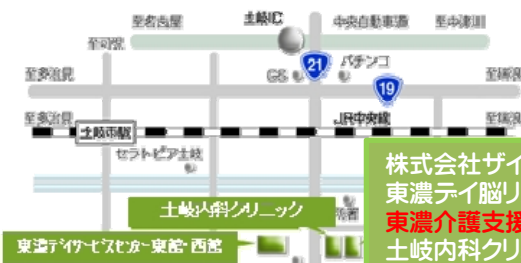 至名古屋
土岐IC
中央自動車道
至中津川
至可児
21
パチンコ
GS
至多治見
19
至瑞浪
至多治見
JR中央線
至瑞浪
土岐市駅
セラトピア土岐
株式会社ザイ
東濃デイ脳リ
土岐内科クリニック
東濃介護支援
東濃デイサービスセンター東館・西館
土岐内科クリ